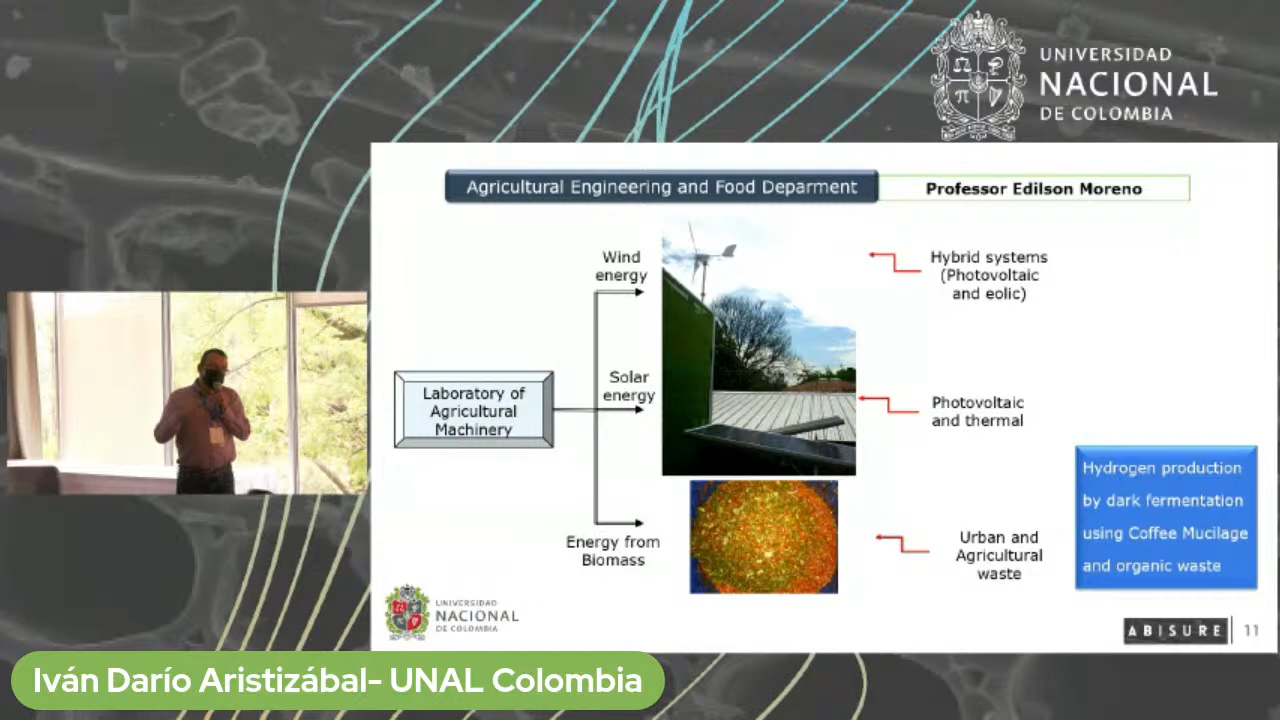 UNIVERSIDAD
NACIONAL
DE COLOMBIA
Agricultural Engineering and Food Deparment
Professor Edilson Moreno
Wind
energy
Hybrid systems
(Photovoltaic
and eolic)
Solar
energy
Laboratory of
Agricultural
Machinery
Photovoltaic
and thermal
Hydrogen production
by dark fermentation
using Coffee Mucilage
and organic waste
Energy from
Biomass
Urban and
Agricultural
waste
UNIVERSIDAD
NACIONAL
DE COLOMBIA
ABISURE
11
Iván Darío Aristizábal- UNAL Colombia